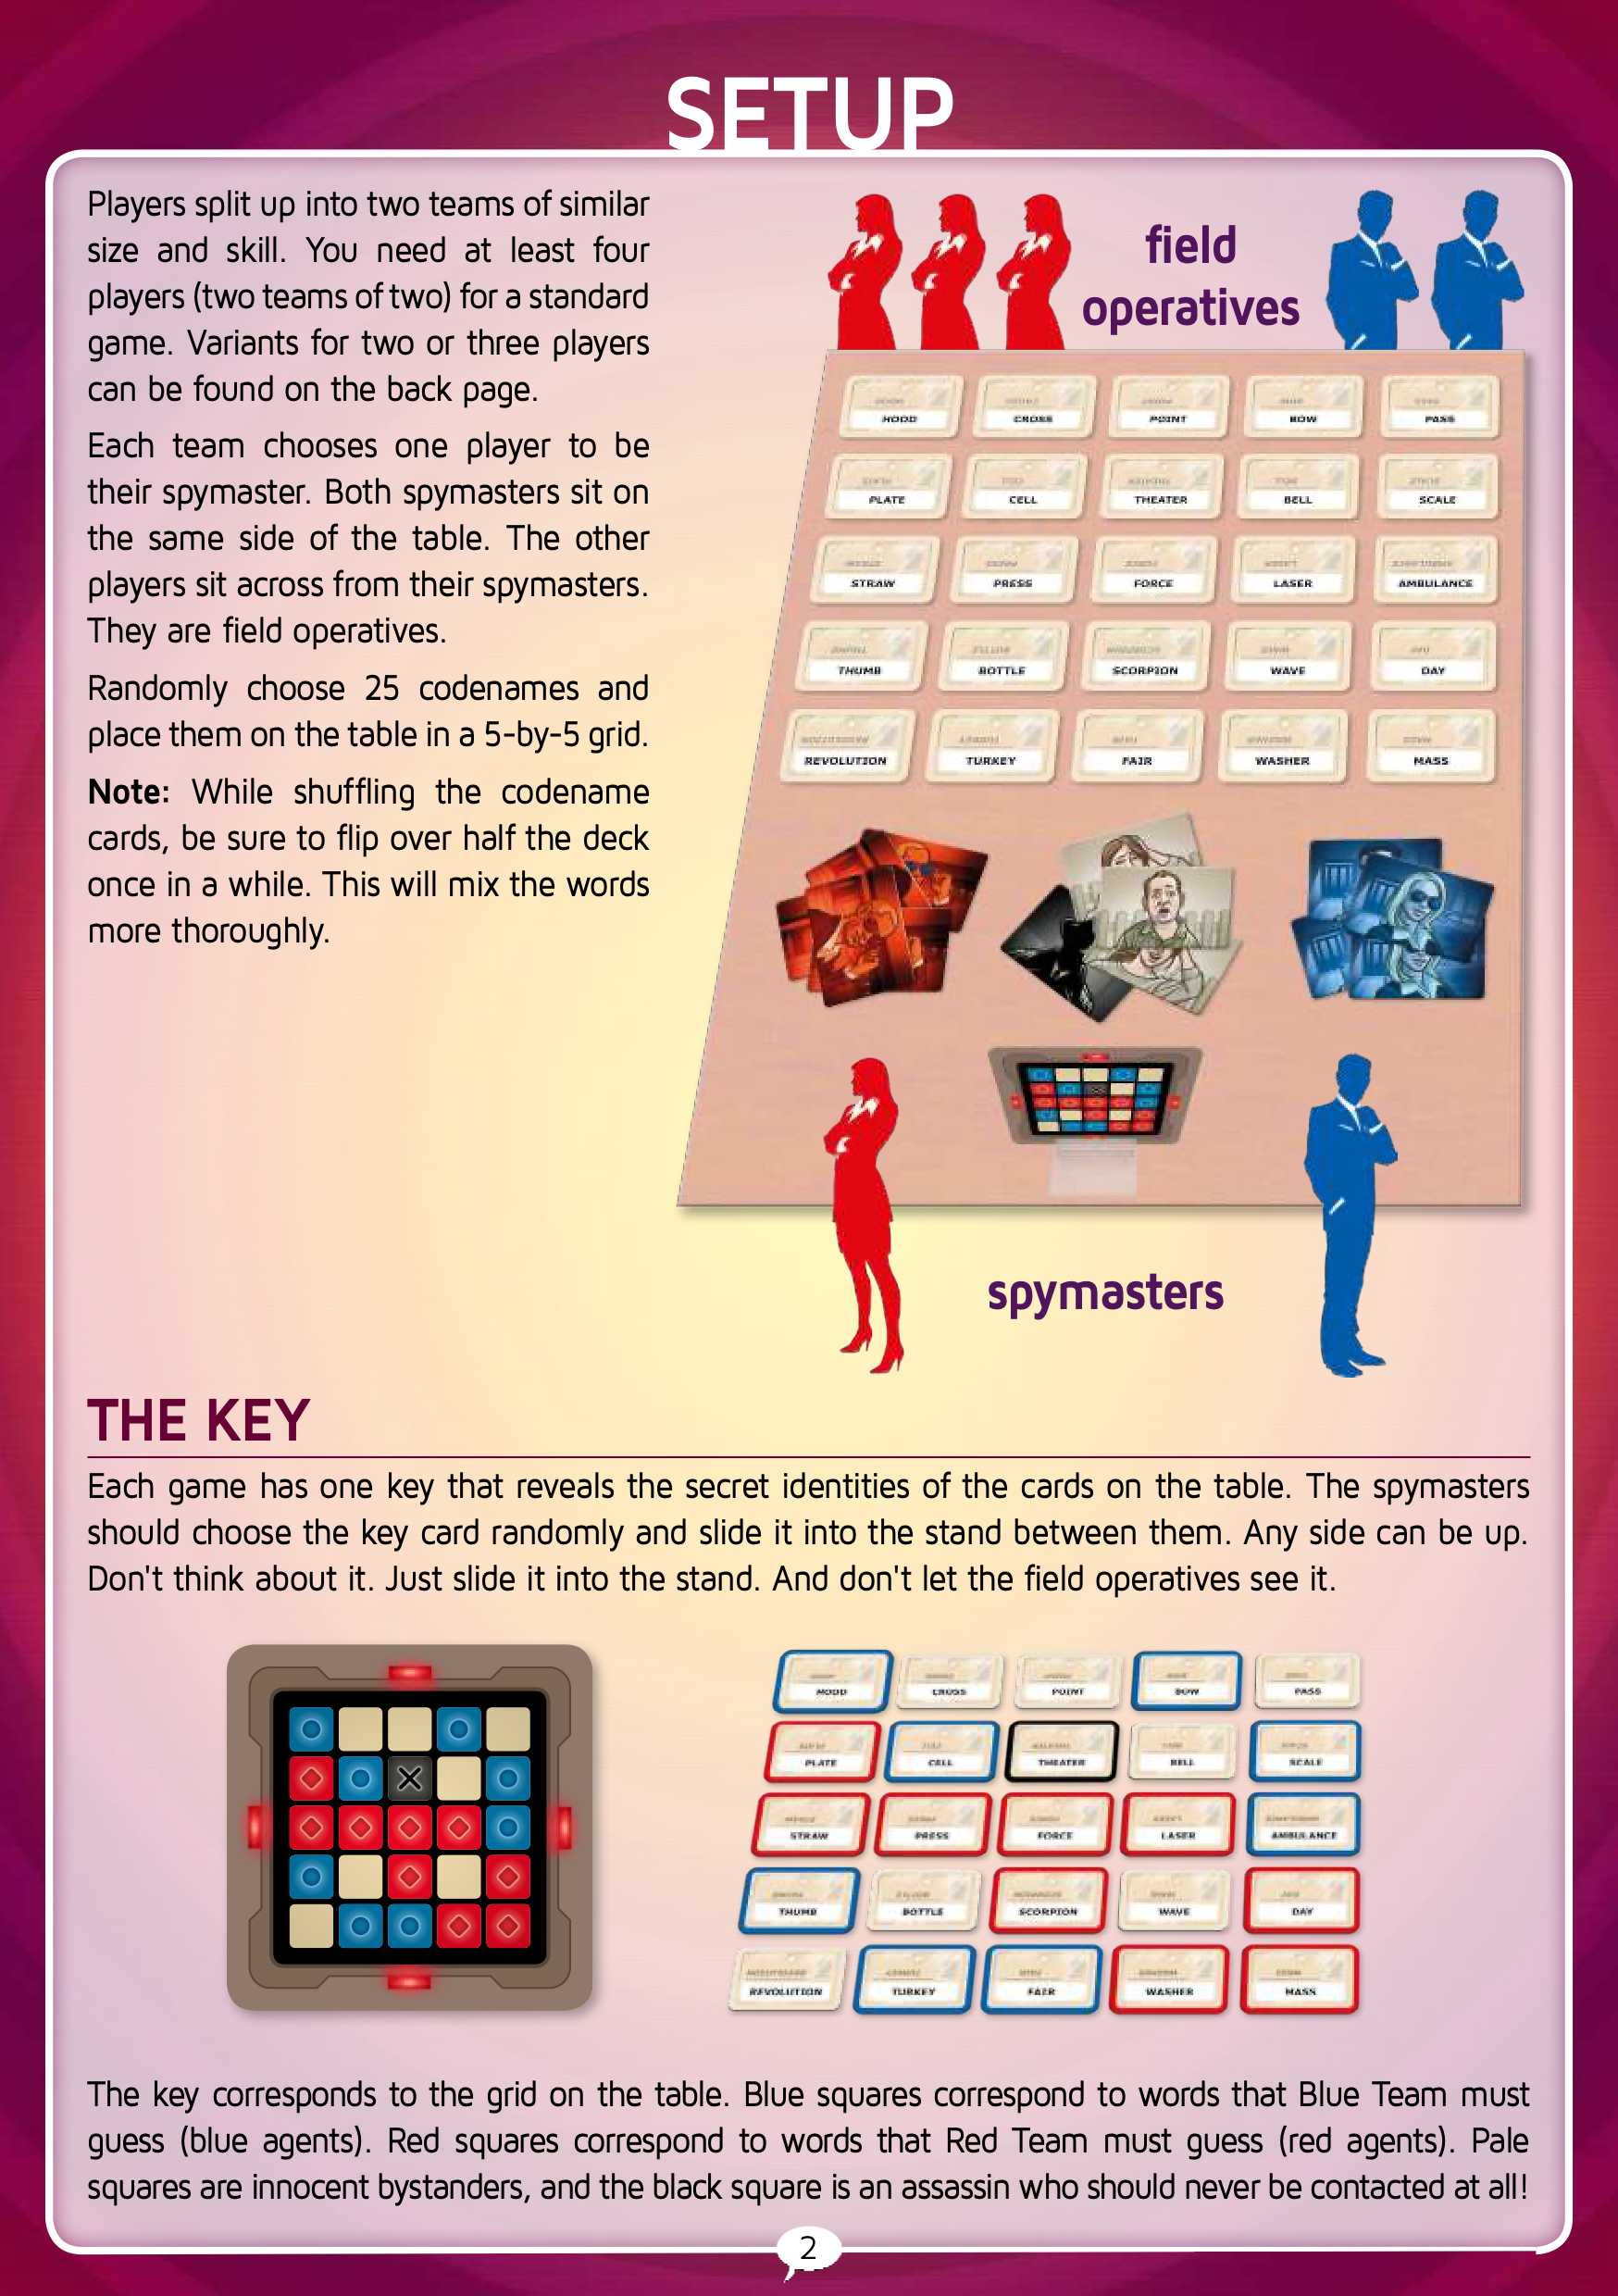 SETUP
Players split up into two teams of similar
size and skill. You need at least four
players (two teams of two) for a standard
game. Variants for two or three players
can be found on the back page.
Each team chooses one player to be
their spymaster. Both spymasters sit on
the same side of the table. The other
players sit across from their spymasters.
They are field operatives.
Randomly choose 25 codenames and
place them on the table in a 5-by-5 grid.
Note: While shuffling the codename
cards, be sure to flip over half the deck
once in a while. This will mix the words
more thoroughly.
field
operatives
HOOD CROSS POINT BOW PASS
PLATE CELL THEATER BELL SCALE
STRAW PRESS FORCE LASER AMBULANCE
THUMB BOTTLE SCORPION WAVE DAY
REVOLUTION TURKEY FAIR WASHER MASS
spymasters
THE KEY
Each game has one key that reveals the secret identities of the cards on the table. The spymasters
should choose the key card randomly and slide it into the stand between them. Any side can be up.
Don't think about it. Just slide it into the stand. And don't let the field operatives see it.
HOOD CROSS POINT BOW PASS
PLATE CELL THEATER BELL SCALE
STRAW PRESS FORCE LASER AMBULANCE
THUMB BOTTLE SCORPION WAVE DAY
REVOLUTION TURKEY FAIR WASHER MASS
The key corresponds to the grid on the table. Blue squares correspond to words that Blue Team must
guess (blue agents). Red squares correspond to words that Red Team must guess (red agents). Pale
squares are innocent bystanders, and the black square is an assassin who should never be contacted at all!
2